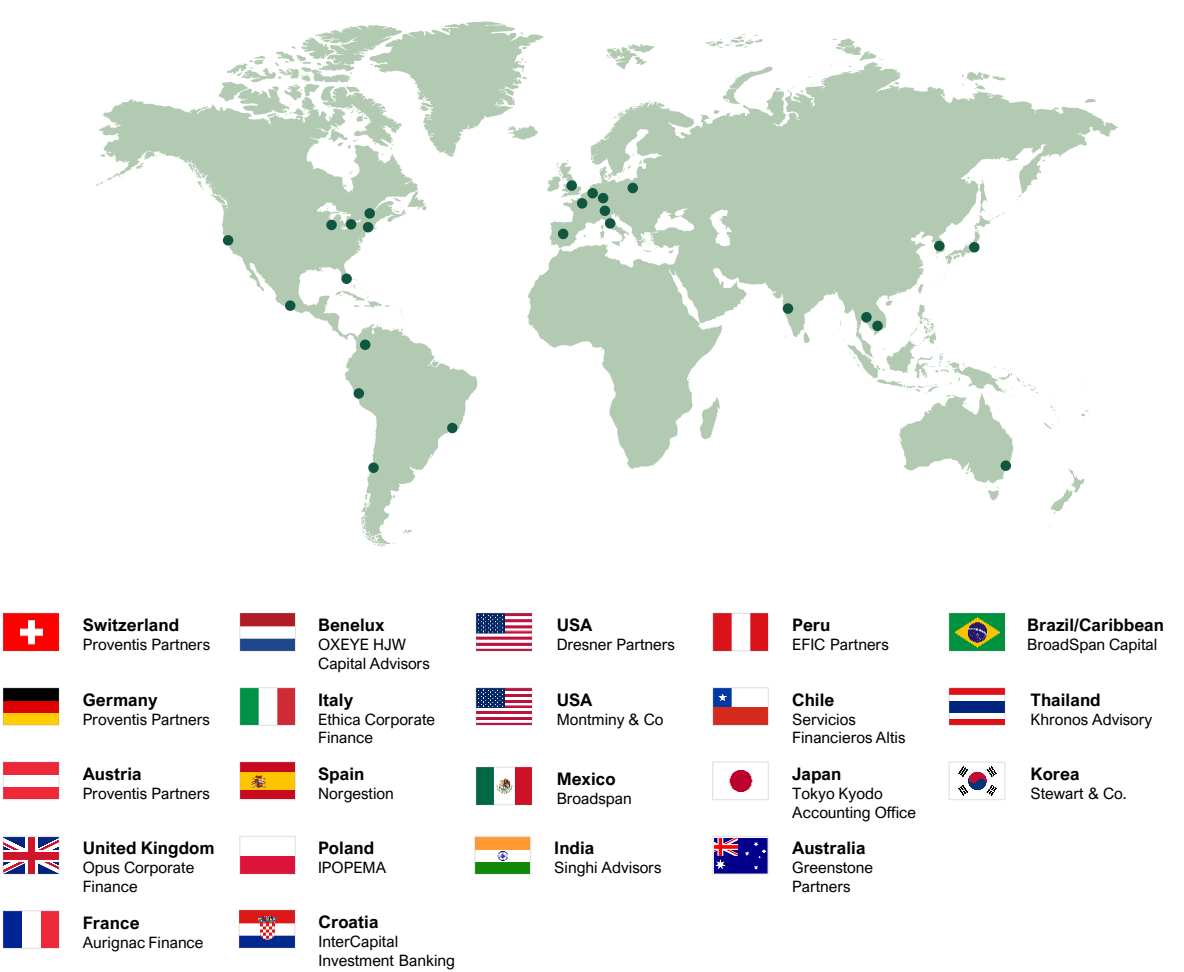 Switzerland
Proventis Partners
Benelux
OXEYE HJW
Capital Advisors
USA
Dresner Partners
Peru
EFIC Partners
Brazil/Caribbean
BroadSpan Capital
Germany
Proventis Partners
Italy
Ethica Corporate
Finance
USA
Montminy & Co
Chile
Servicios
Financieros Altis
Thailand
Khronos Advisory
Austria
Proventis Partners
Spain
Norgestion
Mexico
Broadspan
Japan
Tokyo Kyodo
Accounting Office
Korea
Stewart & Co.
United Kingdom
Opus Corporate
Finance
Poland
IPOPEMA
India
Singhi Advisors
Australia
Greenstone
Partners
France
Aurignac Finance
Croatia
InterCapital
Investment Banking